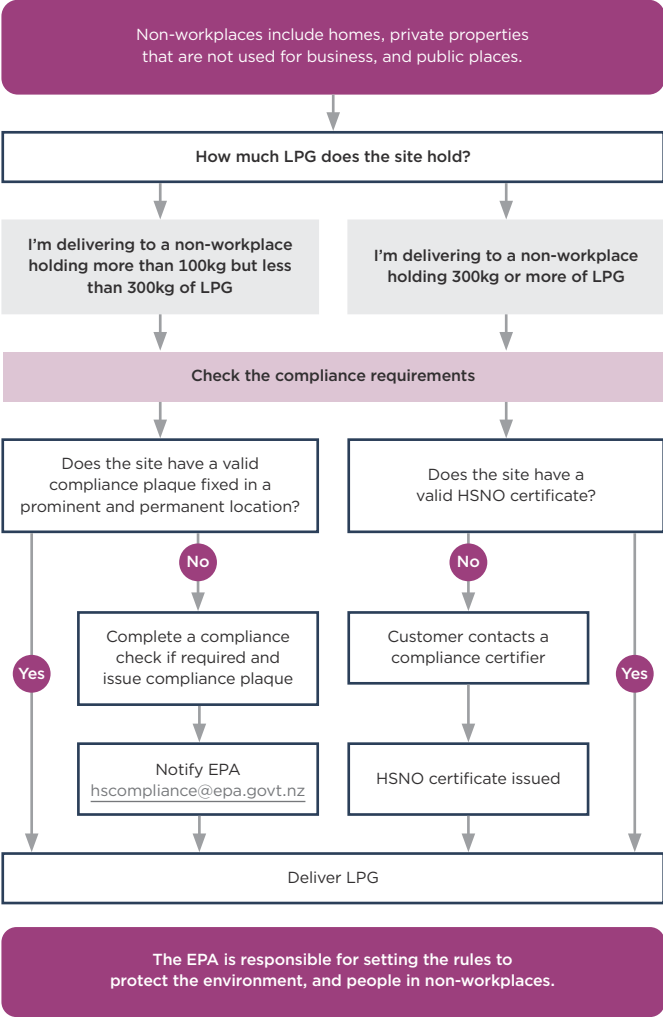 Non-workplaces include homes, private properties
that are not used for business, and public places.
How much LPG does the site hold?
I'm delivering to a non-workplace
holding more than 100kg but less
than 300kg of LPG
I'm delivering to a non-workplace
holding 300kg or more of LPG
Check the compliance requirements
Does the site have a valid
compliance plaque fixed in a
prominent and permanent location?
Does the site have a
valid HSNO certificate?
No
No
Complete a compliance
check if required and
issue compliance plaque
Customer contacts a
compliance certifier
Yes
Yes
Notify EPA
hscompliance@epa.govt.nz
HSNO certificate issued
Deliver LPG
The EPA is responsible for setting the rules to
protect the environment, and people in non-workplaces.